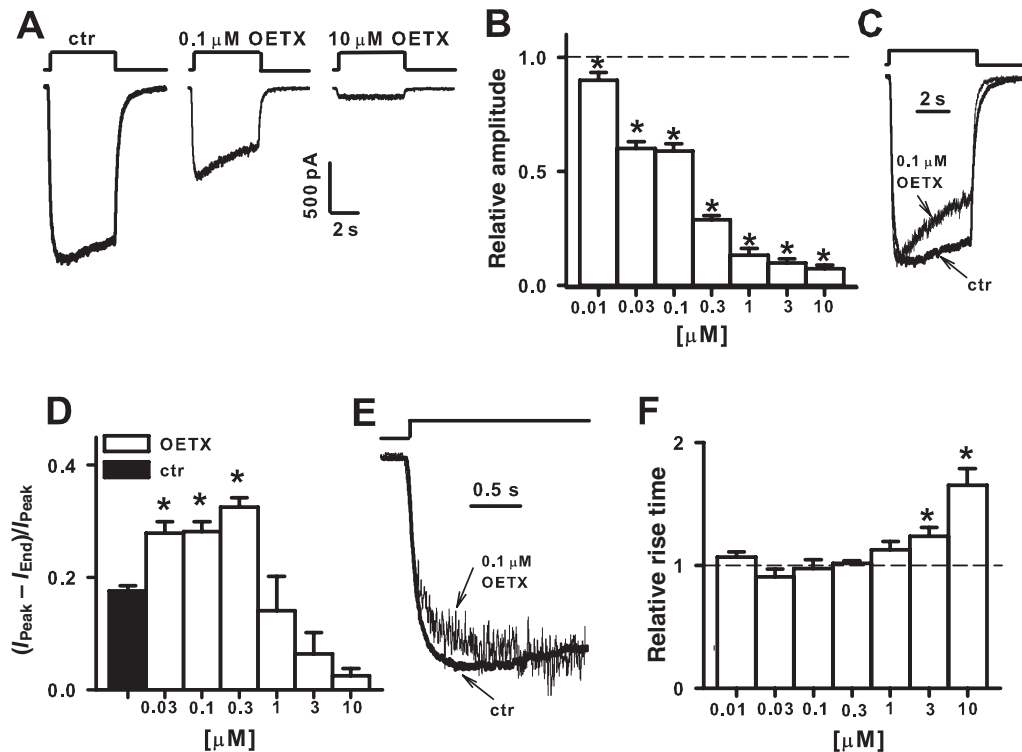 A
ctr
0.1 µM OETX
10 µM OETX
500 pA
2 s
B
Relative amplitude
1.0
0.5
0.0
* * * * * * *
0.01 0.03 0.1 0.3 1 3 10
[µM]
C
2 s
0.1 µM
OETX
ctr
D
OETX
ctr
(IPeak – IEnd)/IPeak
0.4
0.2
0.0
* * *
0.03 0.1 0.3 1 3 10
[µM]
E
0.5 s
0.1 µM
OETX
ctr
F
Relative rise time
2
1
0
* *
0.01 0.03 0.1 0.3 1 3 10
[µM]